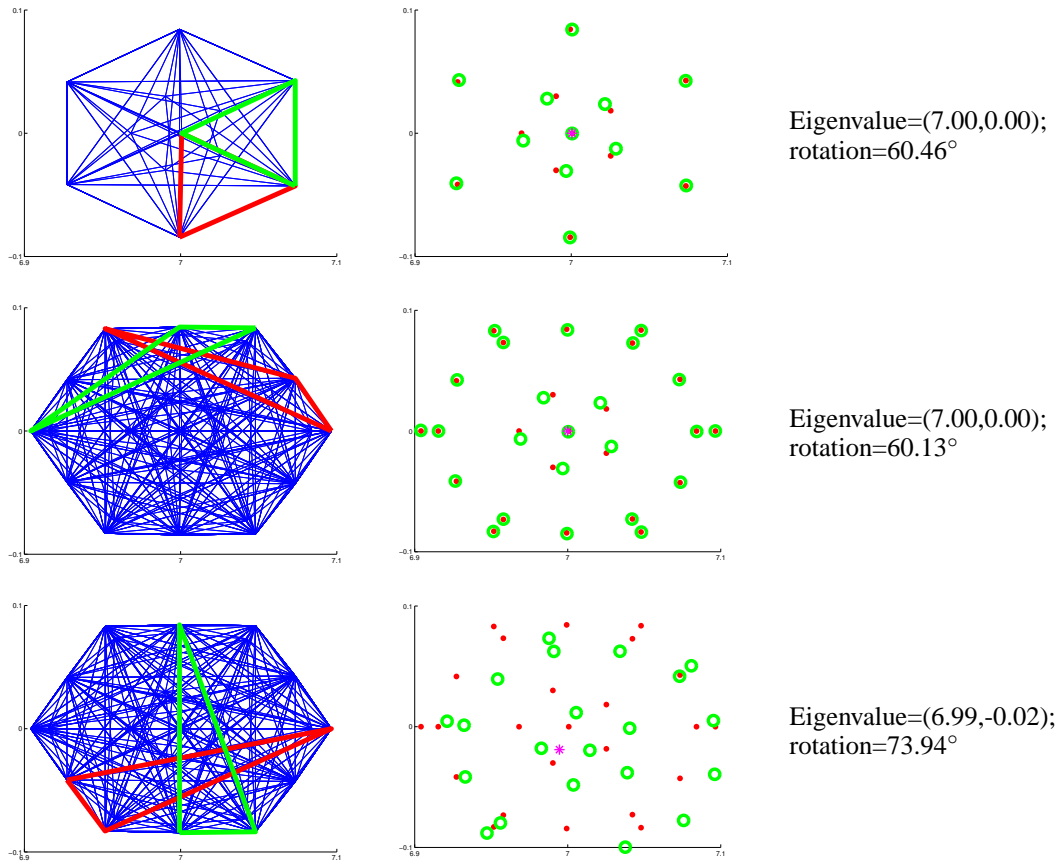 0.1 0.1
0 0
−0.1 −0.1
6.9 7 7.1 6.9 7 7.1
Eigenvalue=(7.00,0.00);
rotation=60.46°
0.1 0.1
0 0
−0.1 −0.1
6.9 7 7.1 6.9 7 7.1
Eigenvalue=(7.00,0.00);
rotation=60.13°
0.1 0.1
0 0
−0.1 −0.1
6.9 7 7.1 6.9 7 7.1
Eigenvalue=(6.99,-0.02);
rotation=73.94°